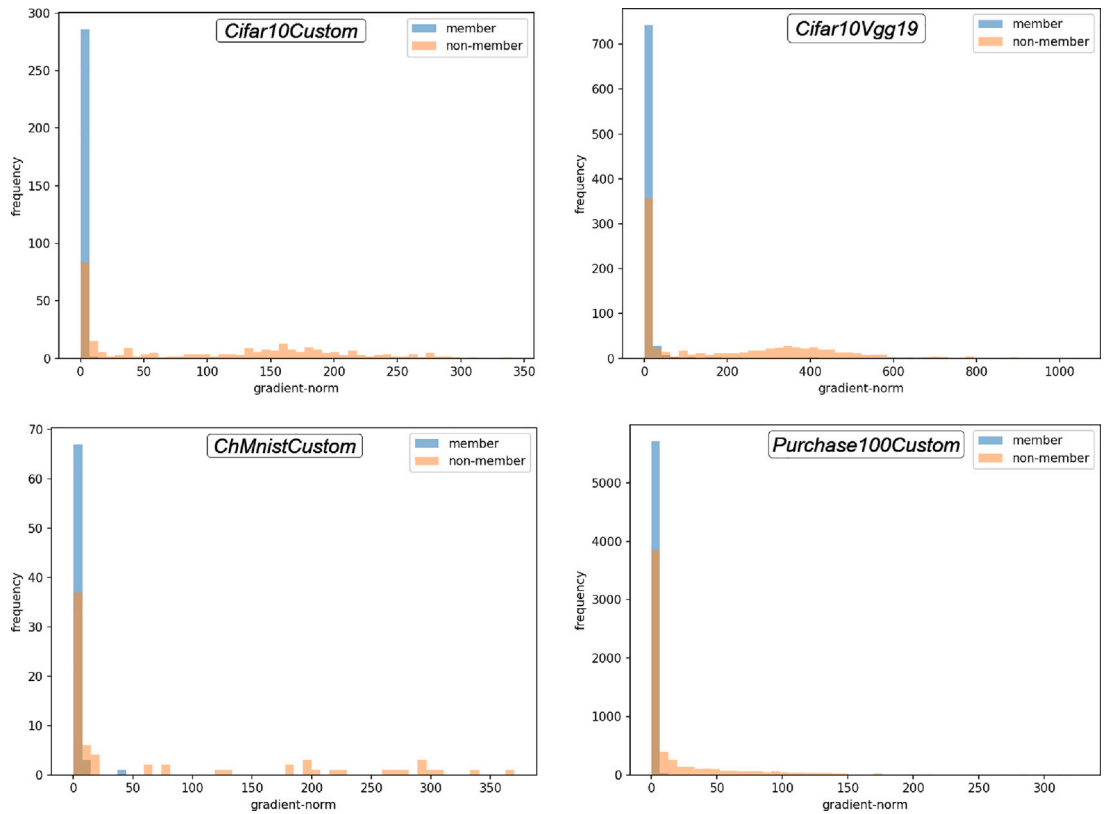 Cifar10Custom
member
non-member
300
250
200
150
100
50
0
frequency
0 50 100 150 200 250 300 350
gradient-norm
Cifar10Vgg19
member
non-member
700
600
500
400
300
200
100
0
frequency
0 200 400 600 800 1000
gradient-norm
ChMnistCustom
member
non-member
70
60
50
40
30
20
10
0
frequency
0 50 100 150 200 250 300 350
gradient-norm
Purchase100Custom
member
non-member
5000
4000
3000
2000
1000
0
frequency
0 50 100 150 200 250 300
gradient-norm